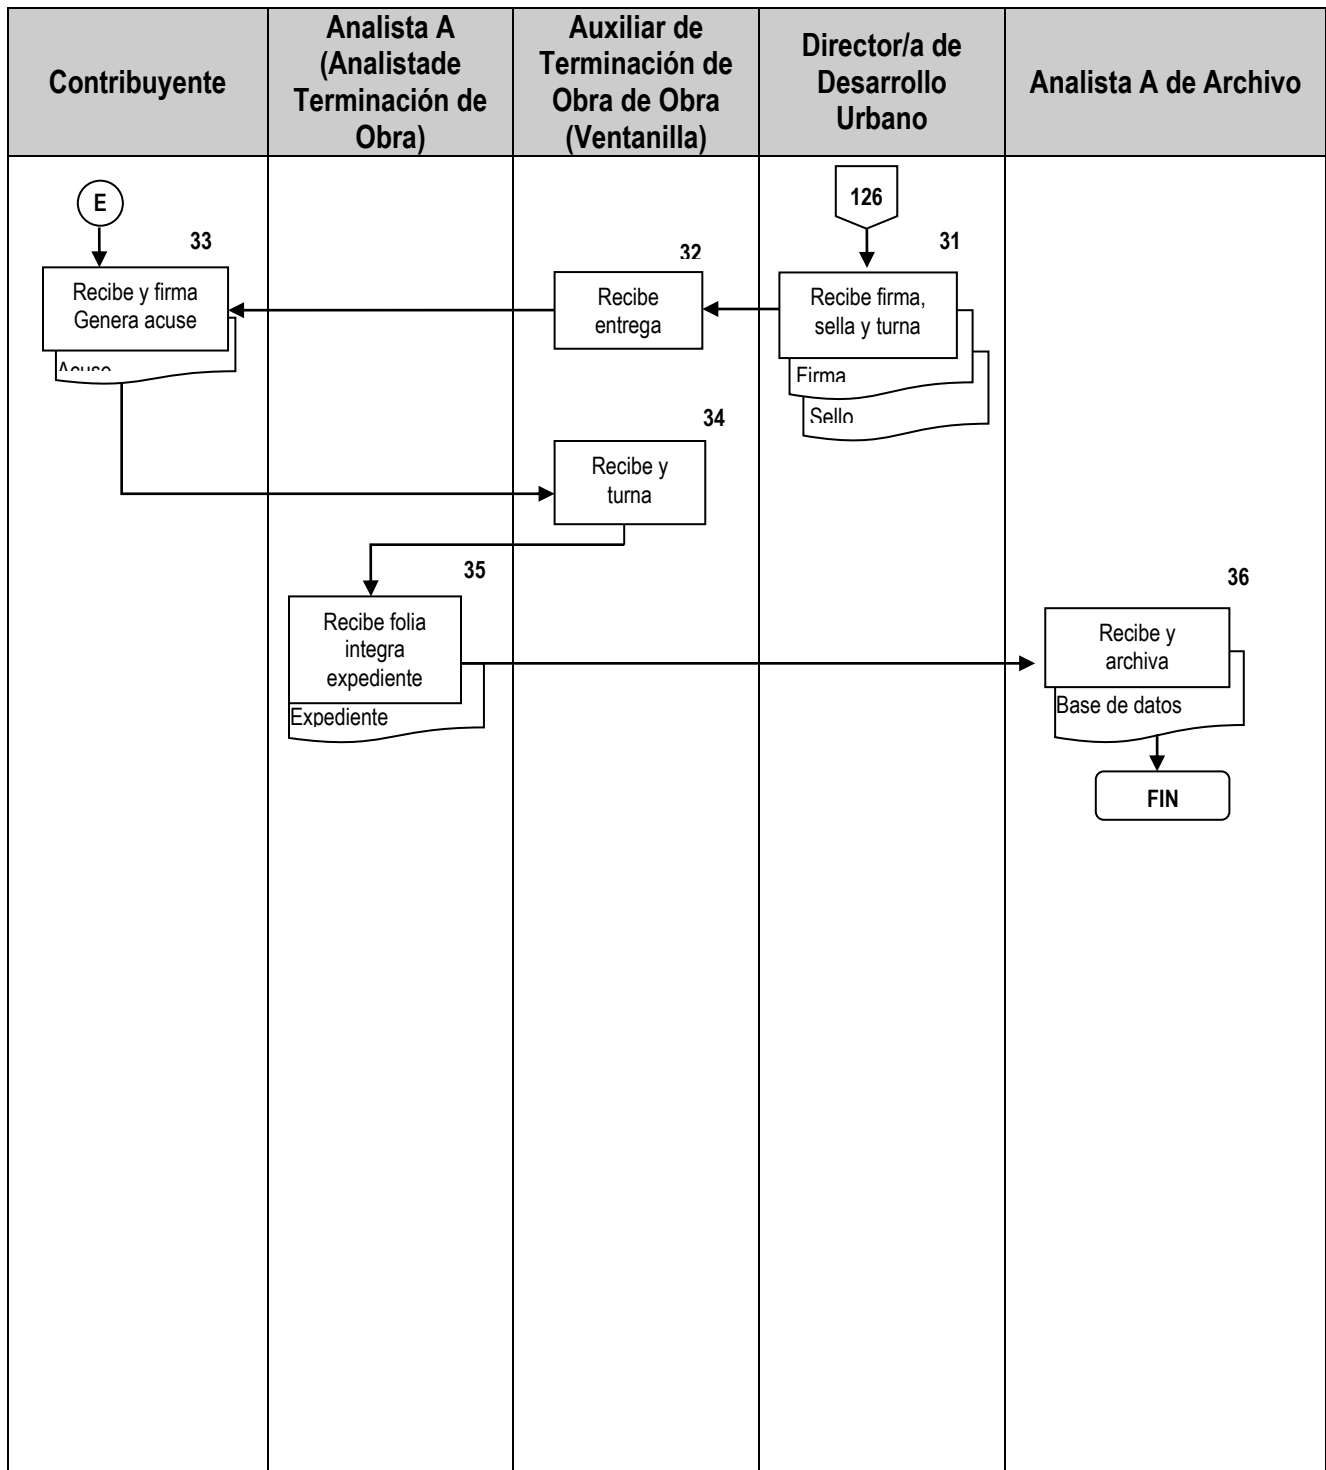 Contribuyente
Analista A
(Analistade
Terminación de
Obra)
Auxiliar de
Terminación de
Obra de Obra
(Ventanilla)
Director/a de
Desarrollo
Urbano
Analista A de Archivo
E
126
33
32
31
Recibe y firma
Genera acuse
Acuse
Recibe
entrega
Recibe firma,
sella y turna
Firma
Sello
34
Recibe y
turna
35
Recibe folia
integra
expediente
Expediente
36
Recibe y
archiva
Base de datos
FIN